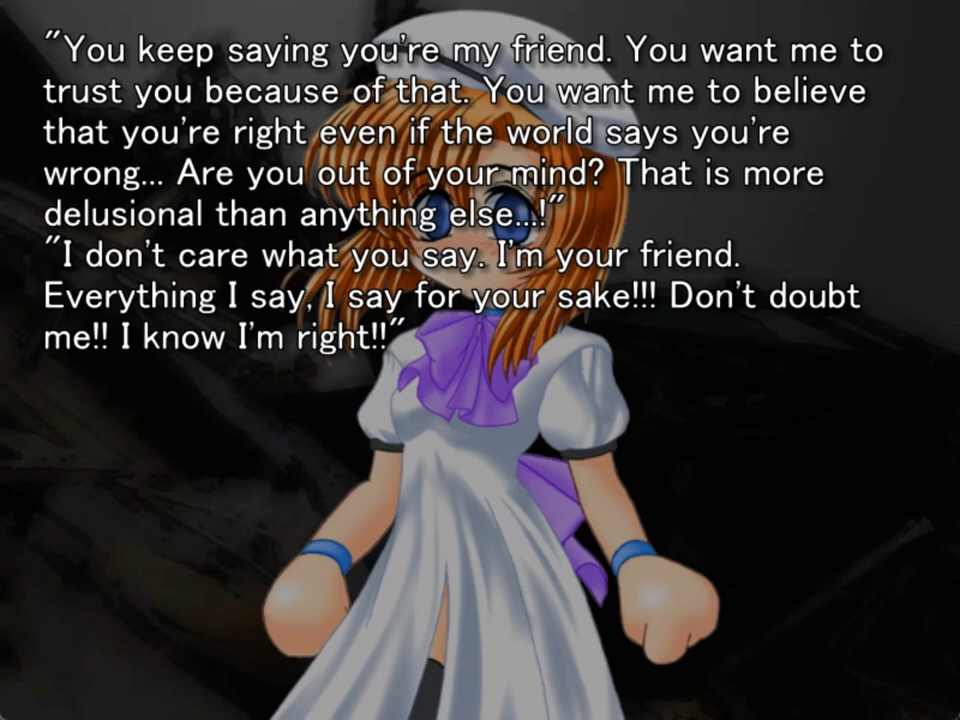 "You keep saying you're my friend. You want me to
trust you because of that. You want me to believe
that you're right even if the world says you're
wrong... Are you out of your mind? That is more
delusional than anything else...!"
"I don't care what you say. I'm your friend.
Everything I say, I say for your sake!!! Don't doubt
me!! I know I'm right!!"